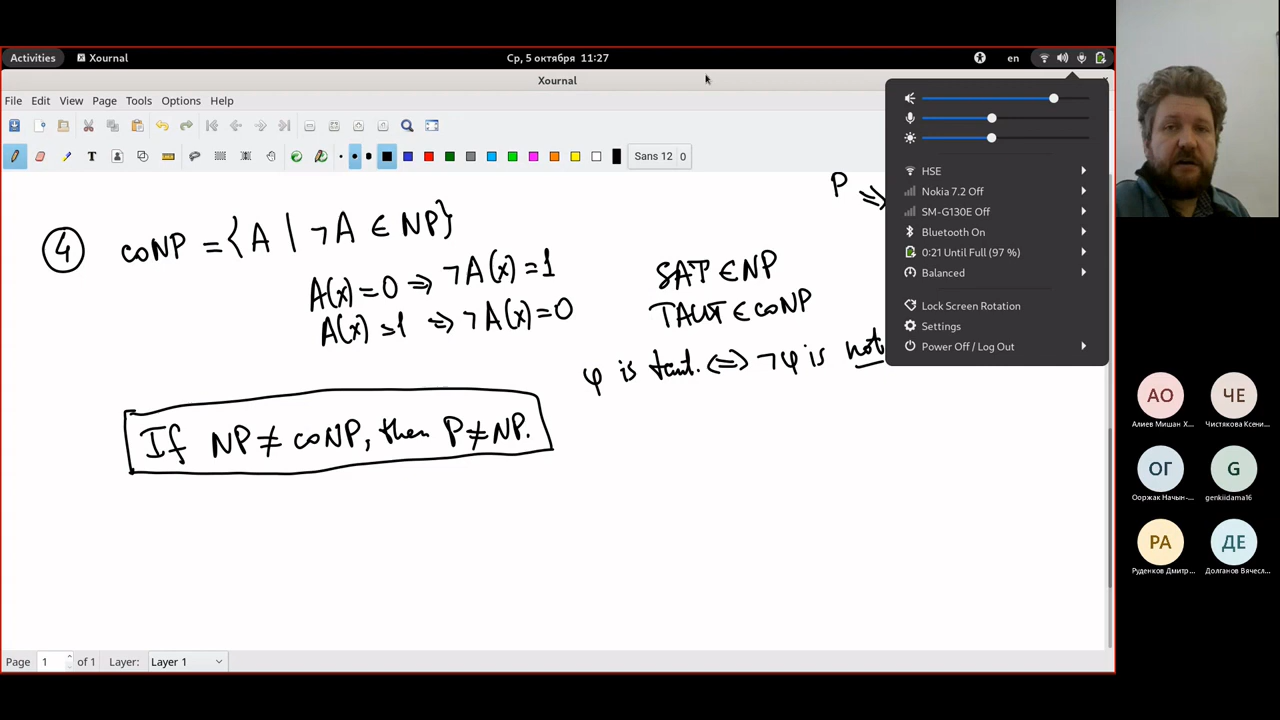 Activities
Xournal
Ср, 5 октября 11:27
en
Xournal
File Edit View Page Tools Options Help
Sans 12
HSE
Nokia 7.2 Off
SM-G130E Off
Bluetooth On
0:21 Until Full (97 %)
Balanced
Lock Screen Rotation
Settings
Power Off / Log Out
P ⇔
④ coNP = {A | ¬A ∈ NP}
A(x) = 0 ⇔ ¬A(x) = 1
A(x) = 1 ⇔ ¬A(x) = 0
SAT ∈ NP
TAUT ∈ coNP
φ is taut. ⇔ ¬φ is not
If NP ≠ coNP, then P ≠ NP.
Page 1 of 1 Layer: Layer 1
АО
Алиев Мишан Х...
ЧЕ
Чистякова Ксени...
ОГ
Ооржак Начын-...
G
genkiidama16
РА
Руденков Дмитр...
ДЕ
Долганов Вячесл...